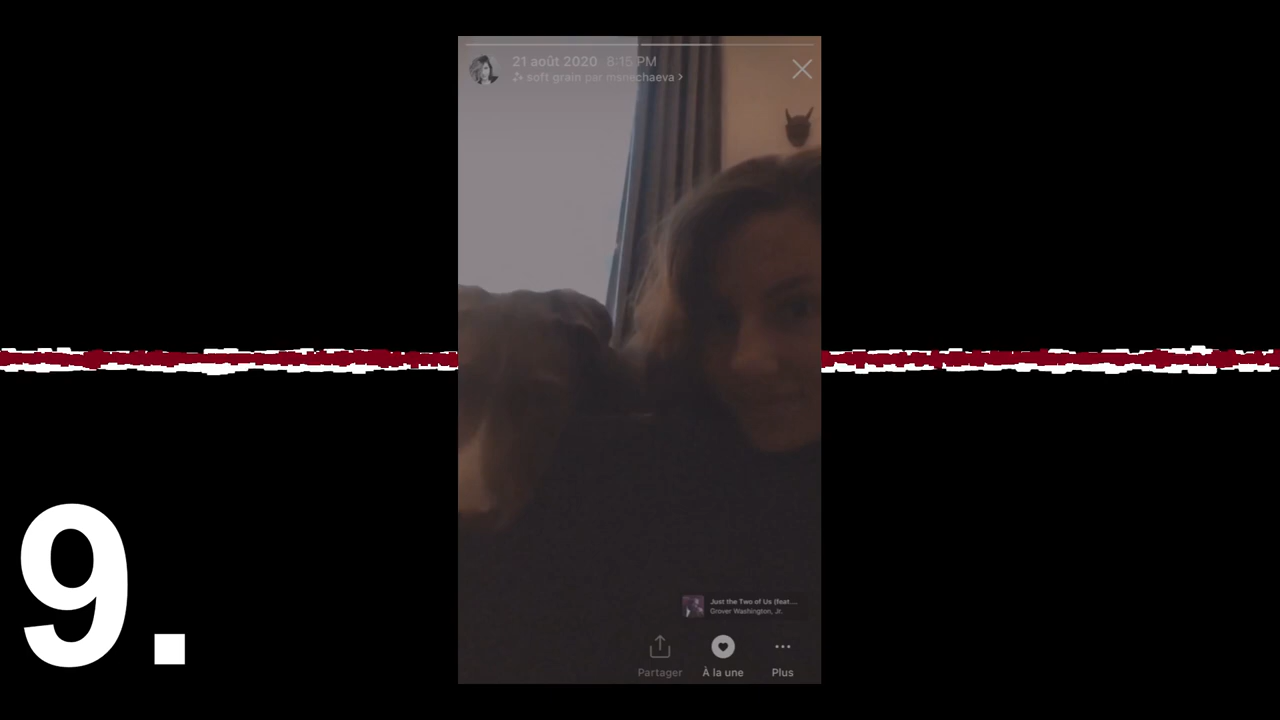 21 août 2020 8:15 PM
soft grain par msnechaeva >
Just the Two of Us (feat....
Grover Washington, Jr.
Partager
À la une
Plus
9.